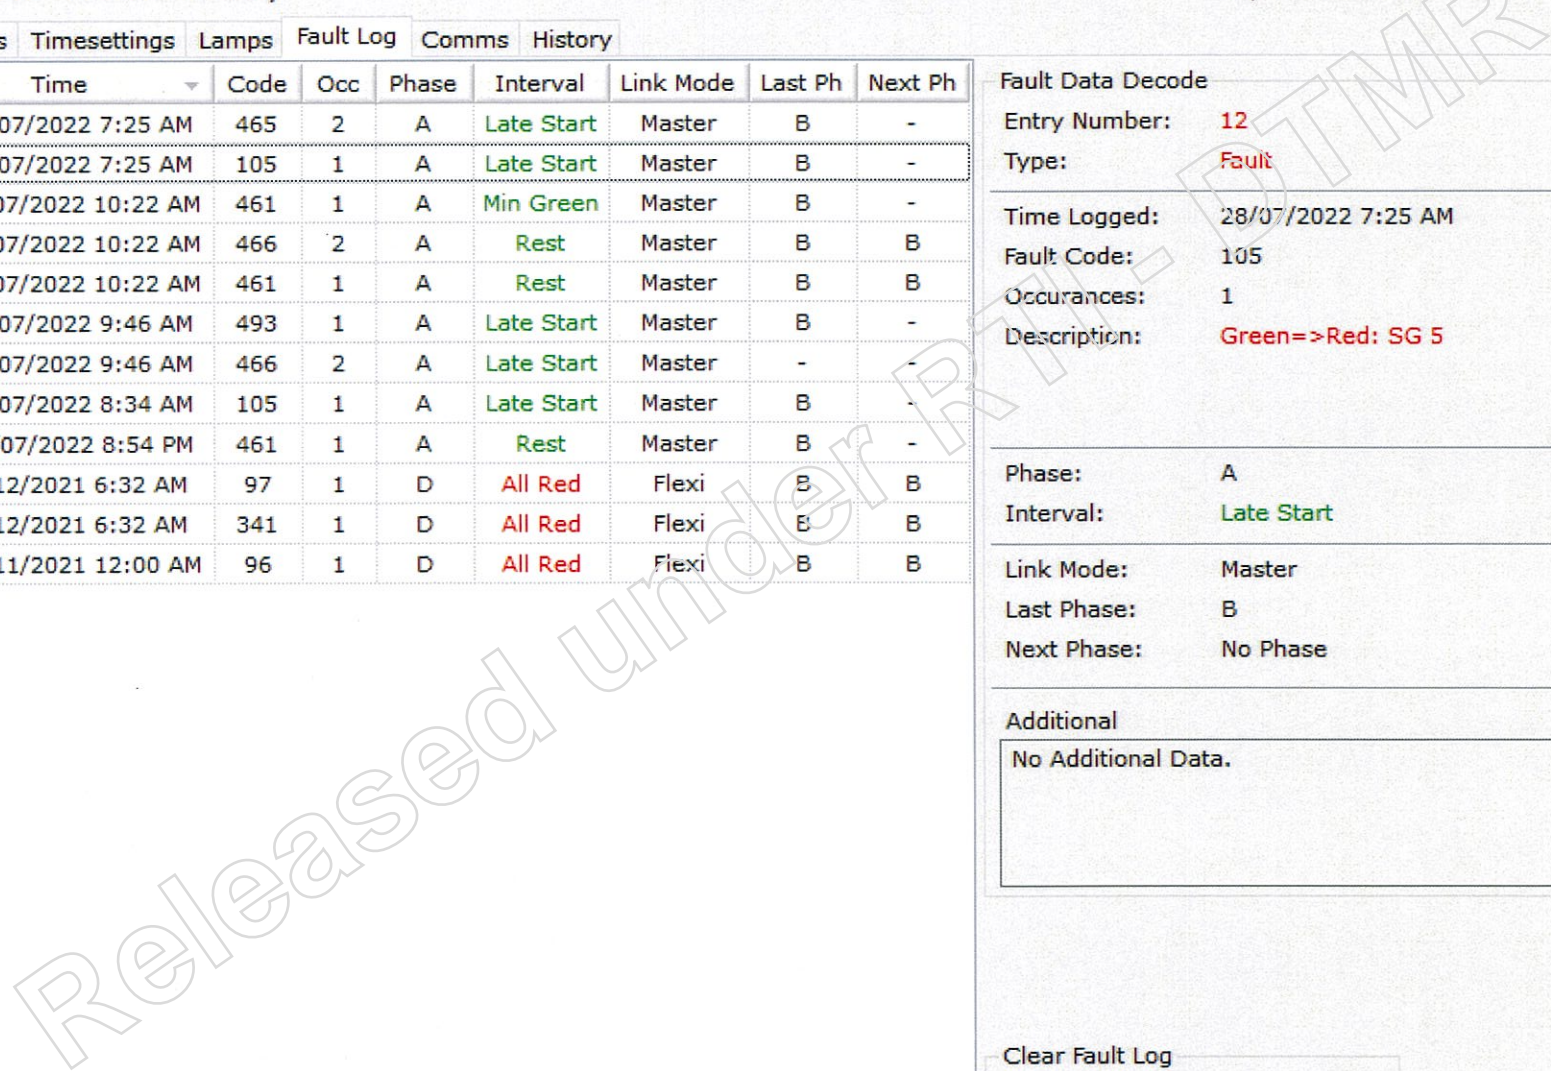 s Timesettings Lamps Fault Log Comms History
Time Code Occ Phase Interval Link Mode Last Ph Next Ph
07/2022 7:25 AM 465 2 A Late Start Master B -
07/2022 7:25 AM 105 1 A Late Start Master B -
07/2022 10:22 AM 461 1 A Min Green Master B -
07/2022 10:22 AM 466 2 A Rest Master B B
07/2022 10:22 AM 461 1 A Rest Master B B
07/2022 9:46 AM 493 1 A Late Start Master B -
07/2022 9:46 AM 466 2 A Late Start Master - -
07/2022 8:34 AM 105 1 A Late Start Master B -
07/2022 8:54 PM 461 1 A Rest Master B -
12/2021 6:32 AM 97 1 D All Red Flexi B B
12/2021 6:32 AM 341 1 D All Red Flexi B B
11/2021 12:00 AM 96 1 D All Red Flexi B B
Fault Data Decode
Entry Number: 12
Type: Fault
Time Logged: 28/07/2022 7:25 AM
Fault Code: 105
Occurances: 1
Description: Green=>Red: SG 5
Phase: A
Interval: Late Start
Link Mode: Master
Last Phase: B
Next Phase: No Phase
Additional
No Additional Data.
Clear Fault Log
Released under RTI - DTMR